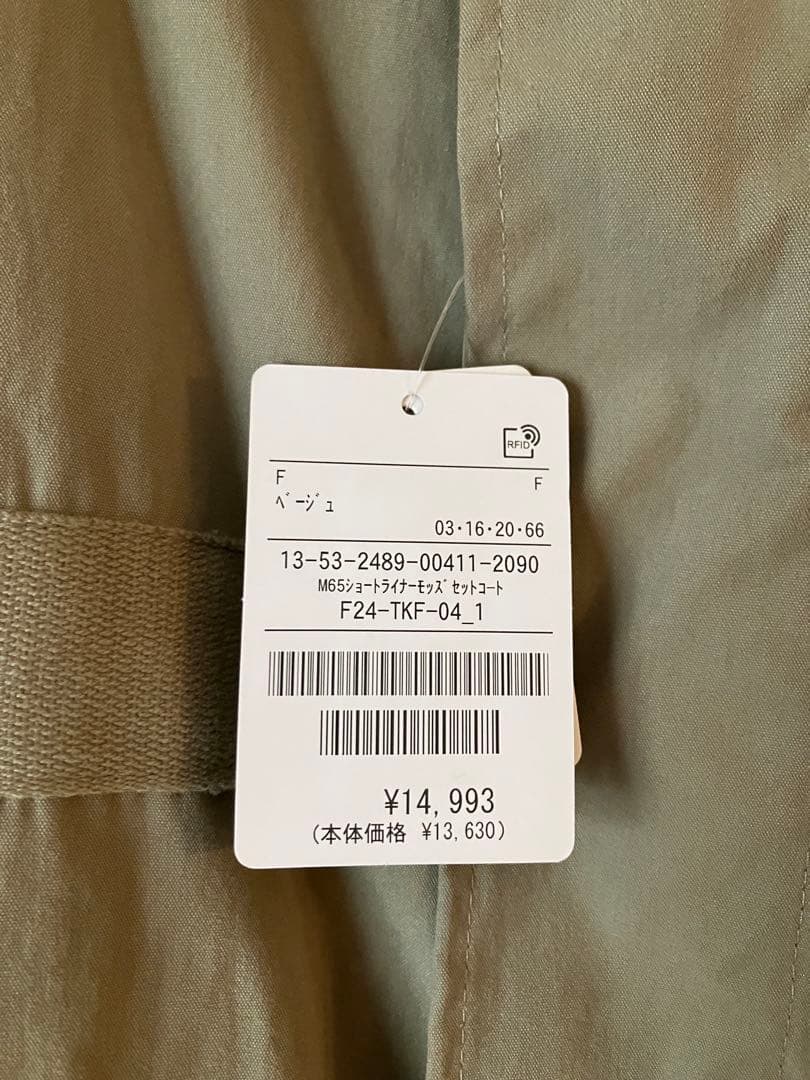 RFID
F F
ﾍﾞｰｼﾞｭ
03・16・20・66
13-53-2489-00411-2090
M65ｼｮｰﾄﾗｲﾅｰﾓｯｽﾞｾｯﾄｺｰﾄ
F24-TKF-04_1
¥14,993
(本体価格 ¥13,630)